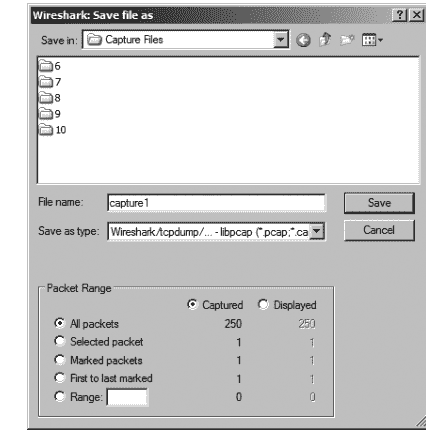 Wireshark: Save file as
Save in: Capture Files
6
7
8
9
10
File name: capture1 Save
Save as type: Wireshark/tcpdump/... - libpcap (*.pcap;*.ca Cancel
Packet Range
Captured Displayed
All packets 250 250
Selected packet 1 1
Marked packets 1 1
First to last marked 1 1
Range: 0 0